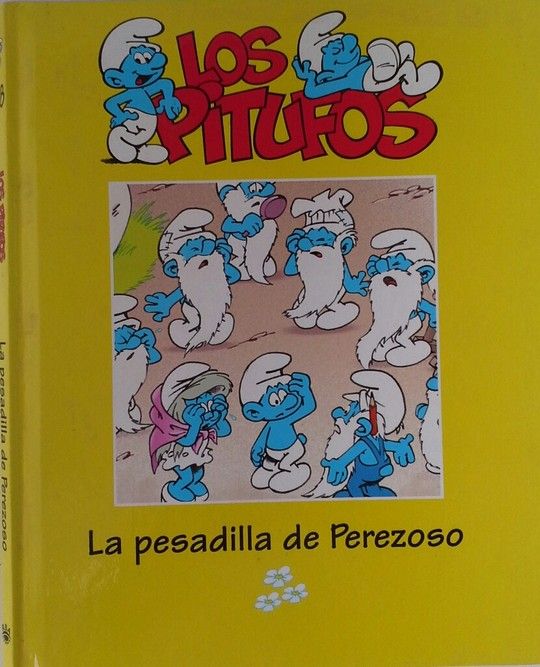 LOS
PITUFOS
La pesadilla de Perezoso
LOS PITUFOS
La pesadilla de Perezoso